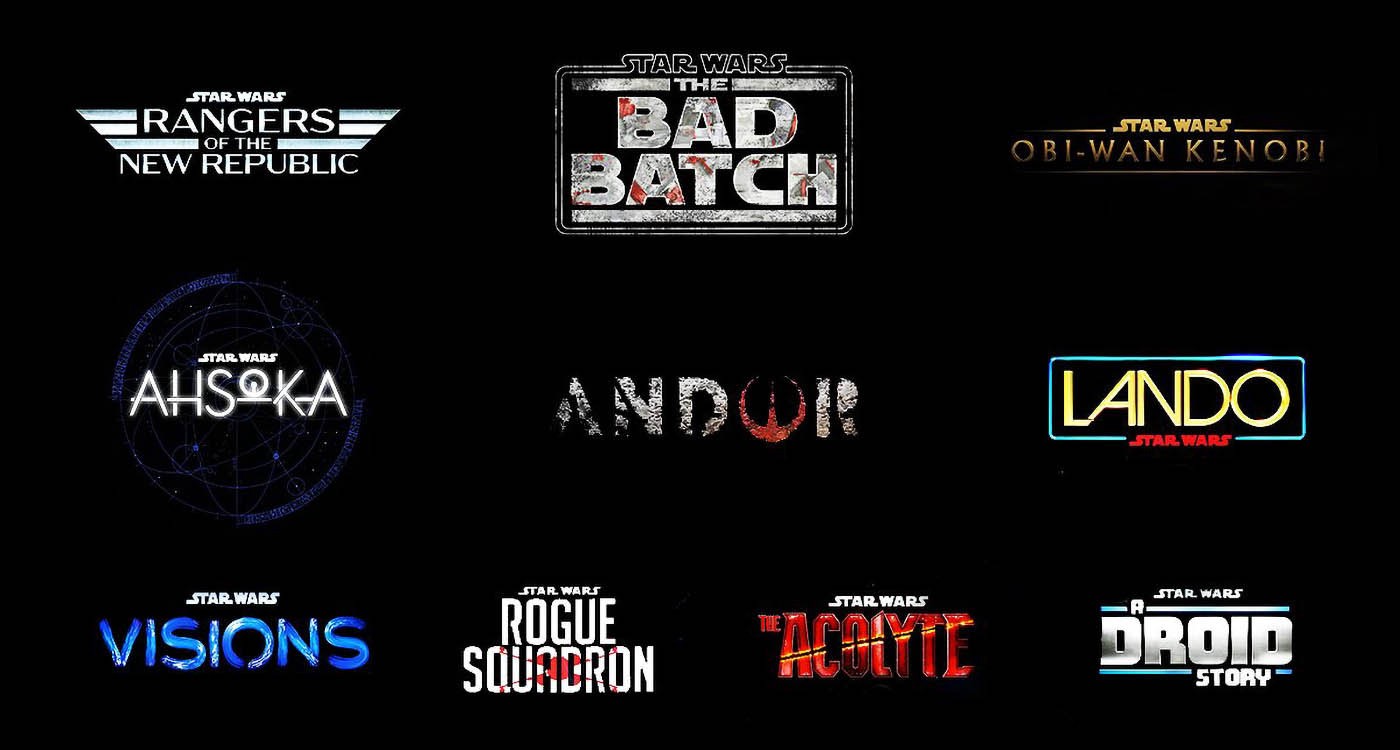 STAR WARS
RANGERS
OF THE
NEW REPUBLIC
STAR WARS
THE
BAD
BATCH
STAR WARS
OBI-WAN KENOBI
STAR WARS
AHSOKA
ANDOR
LANDO
STAR WARS
STAR WARS
VISIONS
STAR WARS
ROGUE
SQUADRON
STAR WARS
THE ACOLYTE
STAR WARS
A
DROID
STORY